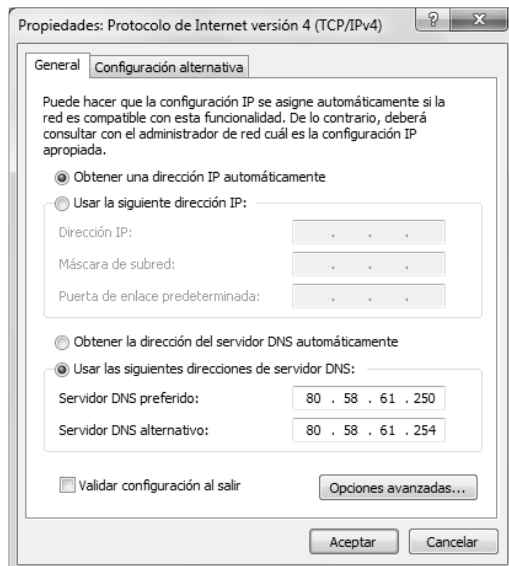 Propiedades: Protocolo de Internet versión 4 (TCP/IPv4)
General
Configuración alternativa
Puede hacer que la configuración IP se asigne automáticamente si la
red es compatible con esta funcionalidad. De lo contrario, deberá
consultar con el administrador de red cuál es la configuración IP
apropiada.
Obtener una dirección IP automáticamente
Usar la siguiente dirección IP:
Dirección IP: . . .
Máscara de subred: . . .
Puerta de enlace predeterminada: . . .
Obtener la dirección del servidor DNS automáticamente
Usar las siguientes direcciones de servidor DNS:
Servidor DNS preferido: 80 . 58 . 61 . 250
Servidor DNS alternativo: 80 . 58 . 61 . 254
Validar configuración al salir
Opciones avanzadas...
Aceptar
Cancelar